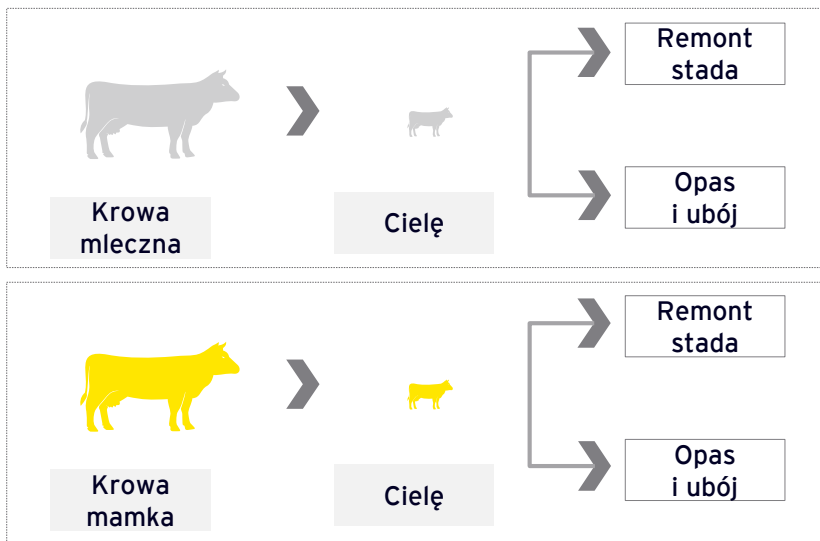 Remont
stada
Krowa
mleczna
Cielę
Opas
i ubój
Remont
stada
Krowa
mamka
Cielę
Opas
i ubój